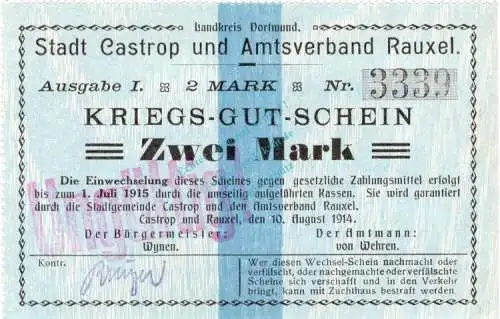 Landkreis Dortmund.
Stadt Castrop und Amtsverband Rauxel.
Ausgabe I. 2 MARK Nr. 3339
KRIEGS-GUT-SCHEIN
Zwei Mark
Die Einwechselung dieses Scheines gegen gesetzliche Zahlungsmittel erfolgt
bis zum 1. Juli 1915 durch die umseitig aufgeführten Kassen. Sie wird garantiert
durch die Stadtgemeinde Castrop und den Amtsverband Rauxel.
Castrop und Rauxel, den 10. August 1914.
Der Bürgermeister: Der Amtmann:
Wynen. von Wehren.
Ungültig!
Kontr.
Wer diesen Wechsel-Schein nachmacht oder
verfälscht, oder nachgemachte oder verfälschte
Scheine sich verschafft und in den Verkehr
bringt, kann mit Zuchthaus bestraft werden.